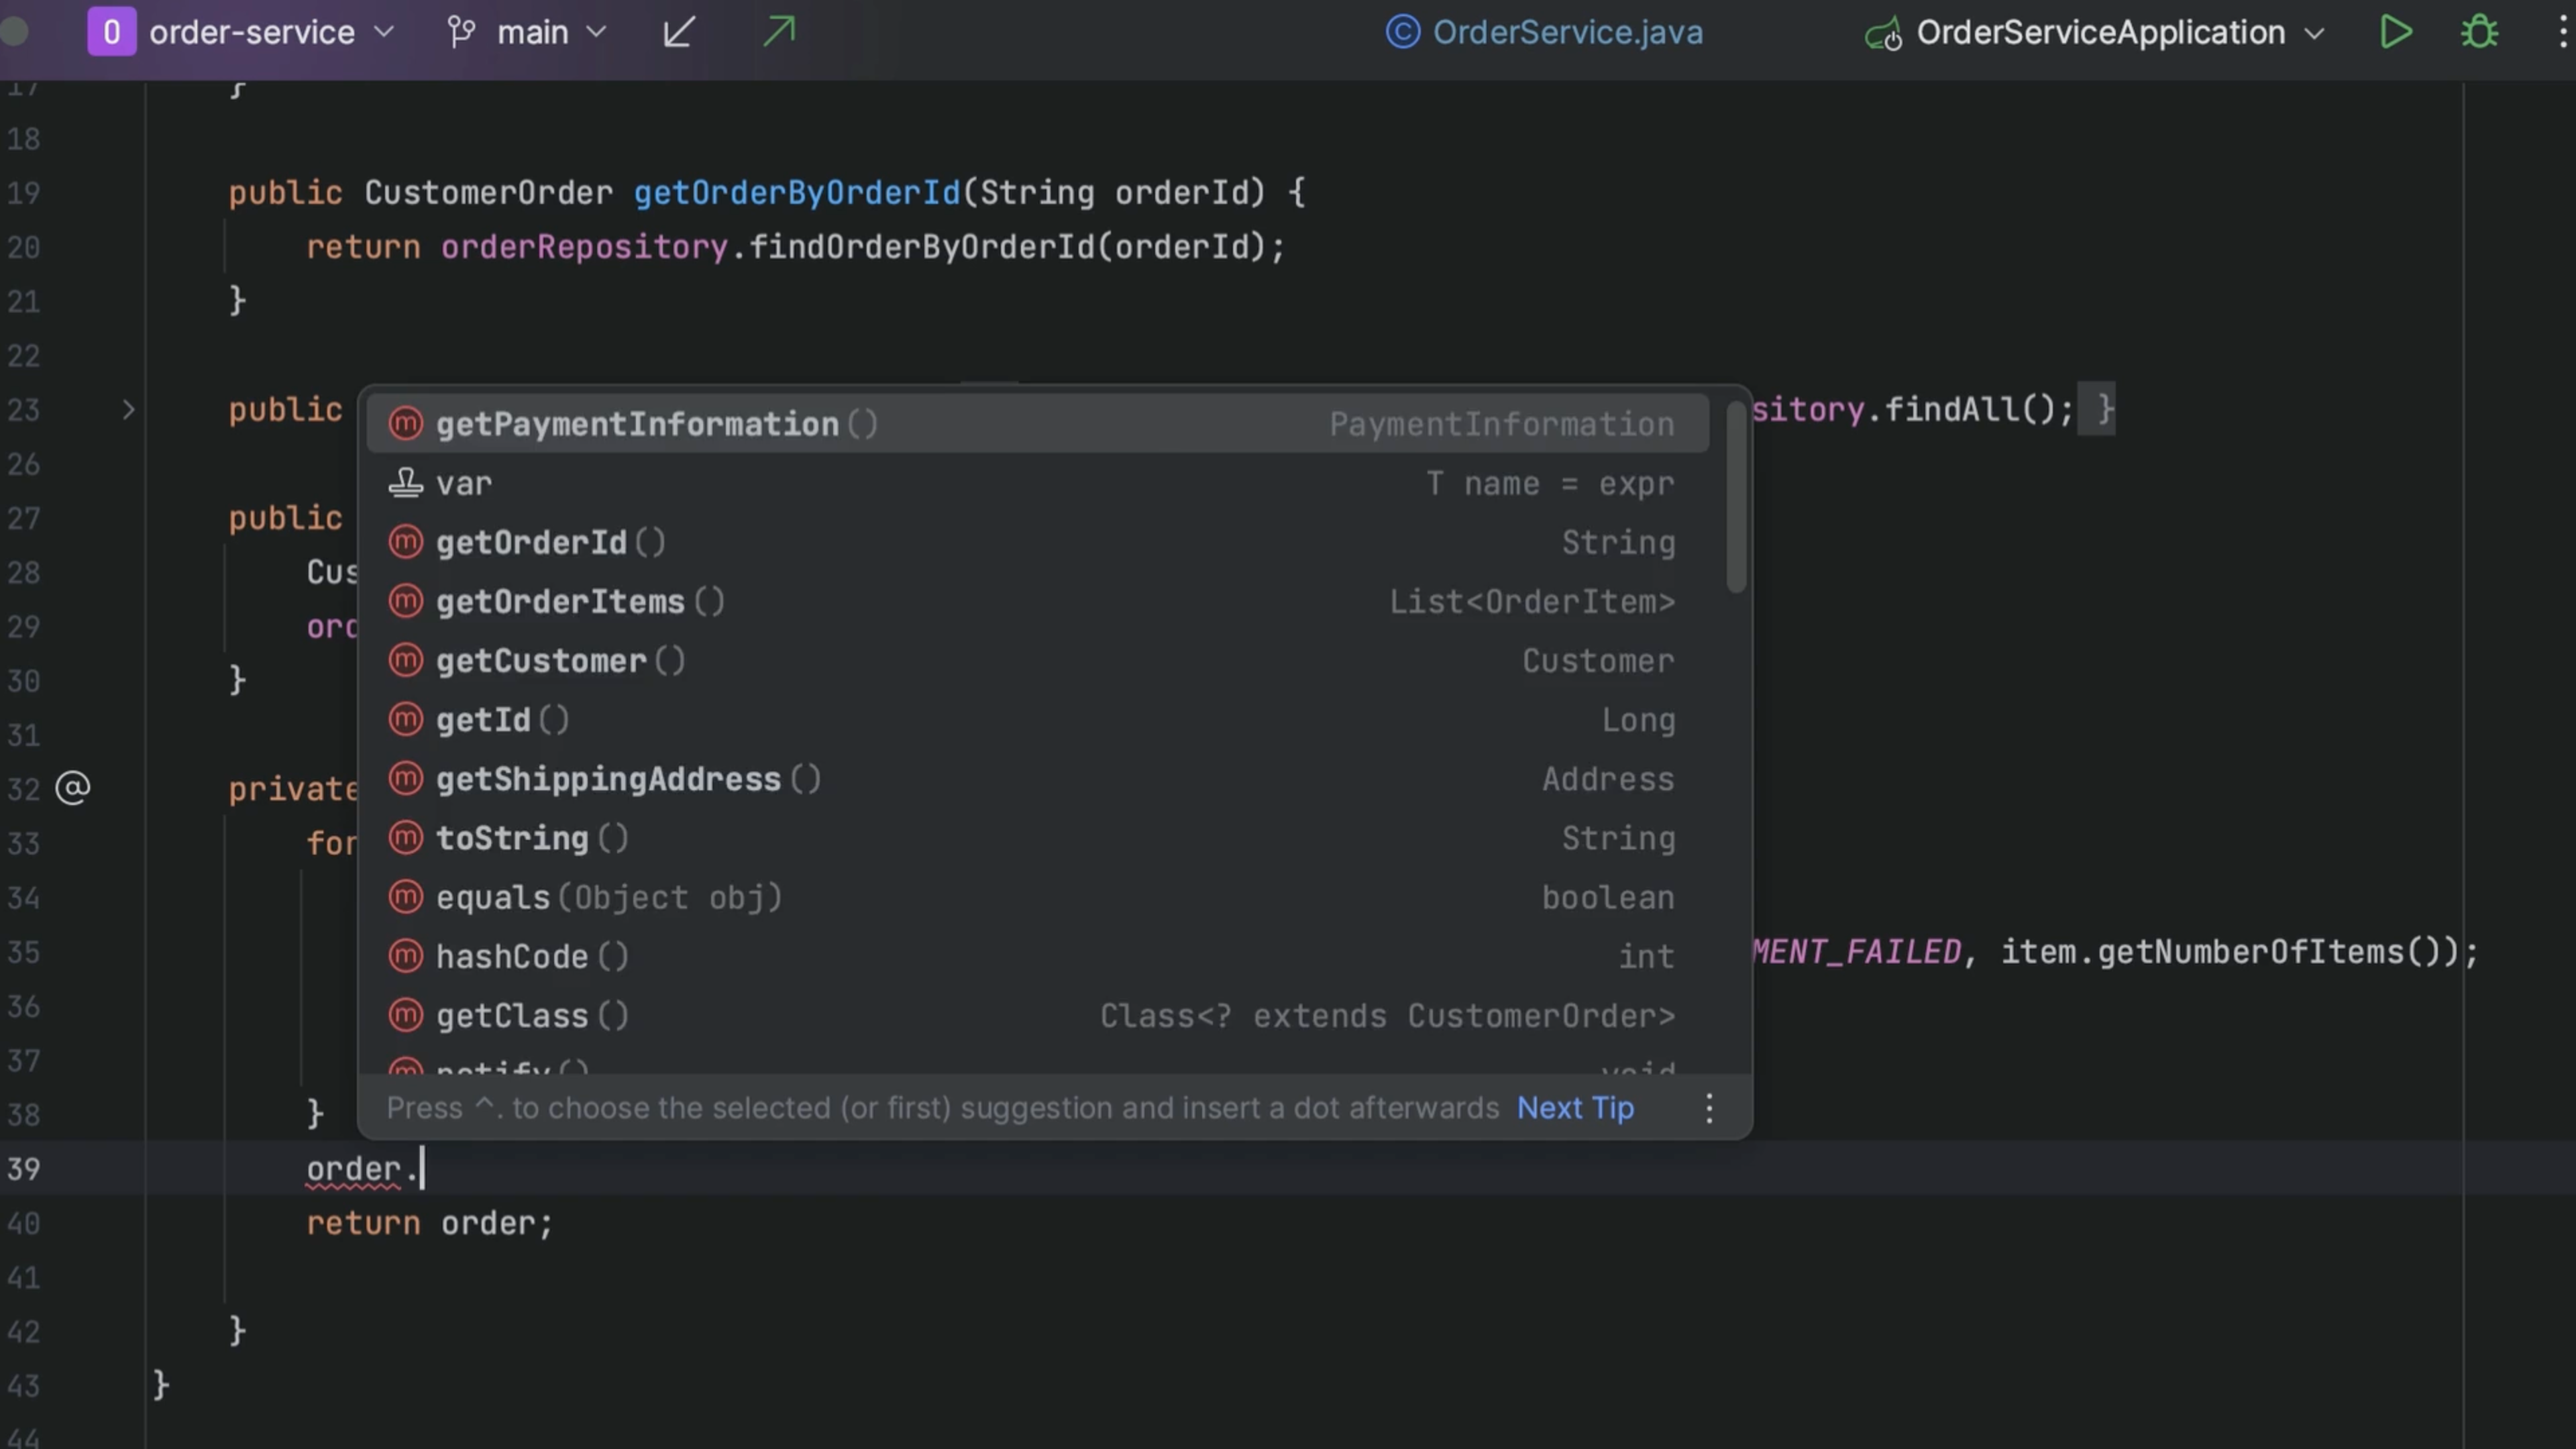 O order-service main OrderService.java OrderServiceApplication
17 }
18
19 public CustomerOrder getOrderByOrderId(String orderId) {
20 return orderRepository.findOrderByOrderId(orderId);
21 }
22
23 public sitory.findAll(); }
26
27 public
28 Cus
29 ord
30 }
31
32 @ private
33 for
34
35 MENT_FAILED, item.getNumberOfItems());
36
37
38 }
getPaymentInformation() PaymentInformation
var T name = expr
getOrderId() String
getOrderItems() List<OrderItem>
getCustomer() Customer
getId() Long
getShippingAddress() Address
toString() String
equals(Object obj) boolean
hashCode() int
getClass() Class<? extends CustomerOrder>
notify() void
Press ^. to choose the selected (or first) suggestion and insert a dot afterwards Next Tip
39 order.
40 return order;
41
42 }
43 }
44